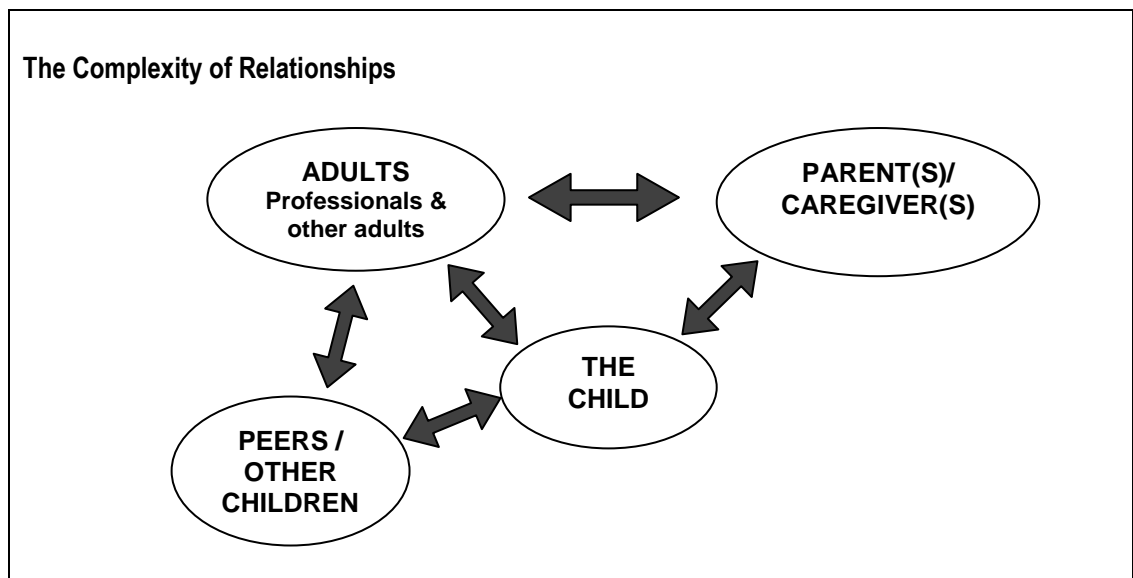 The Complexity of Relationships
ADULTS
Professionals &
other adults
PARENT(S)/
CAREGIVER(S)
THE
CHILD
PEERS /
OTHER
CHILDREN